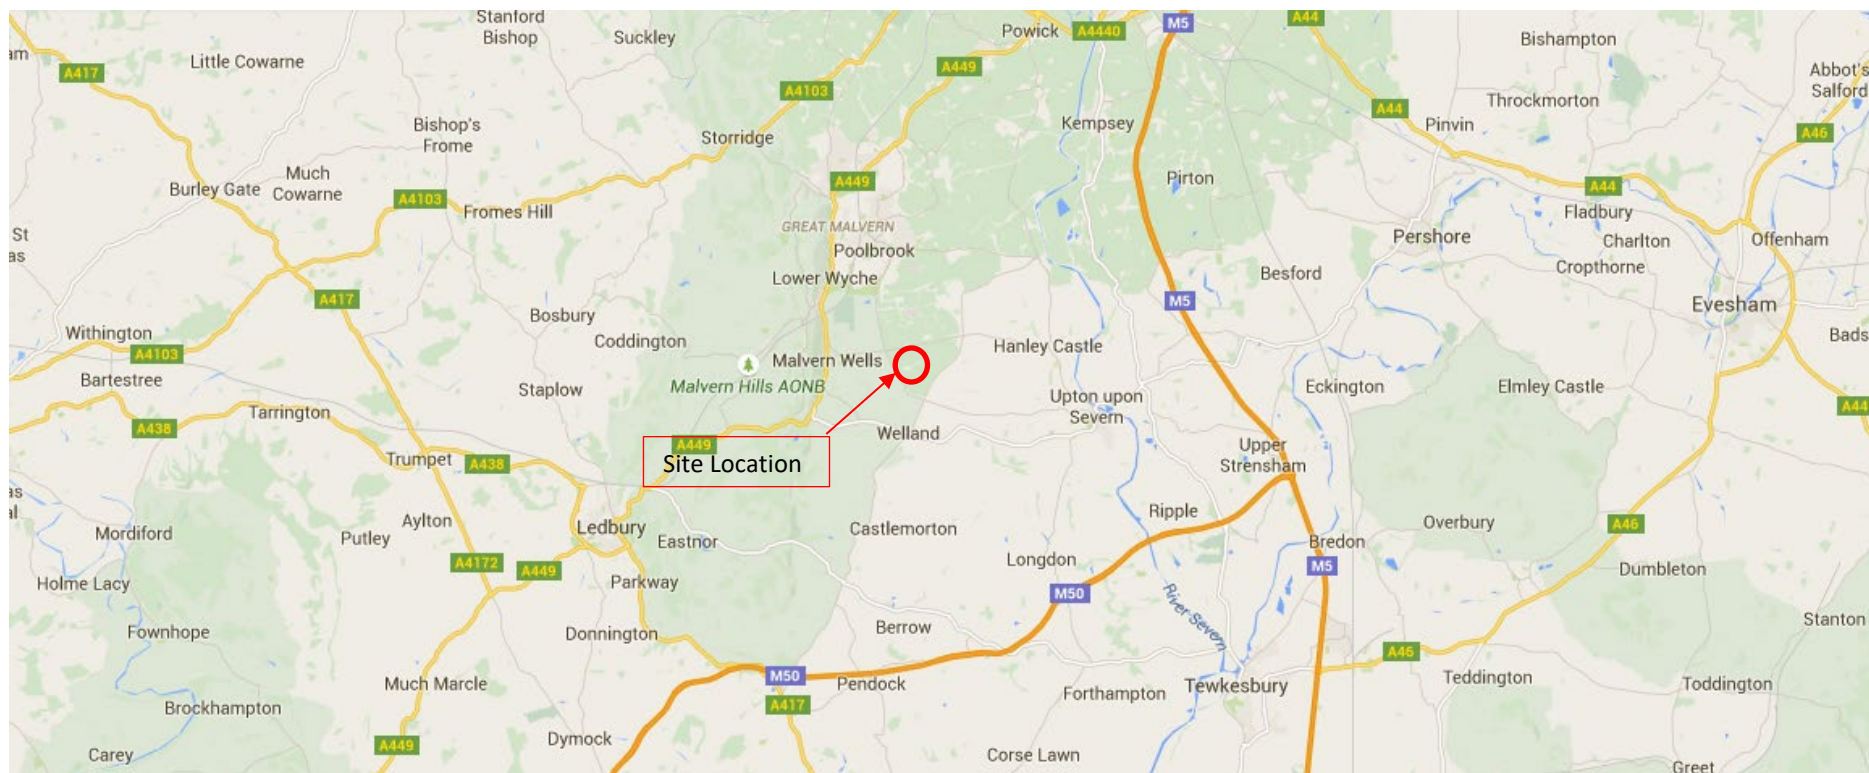 Stanford
Bishop
Suckley
Powick
A4440
M5
A44
Bishampton
am
A417
Little Cowarne
A449
Abbot's
Salford
A4103
Throckmorton
A44
Pinvin
A46
Bishop's
Frome
Storridge
Kempsey
Burley Gate
Much
Cowarne
A4103
Fromes Hill
A449
Pirton
A44
Fladbury
St
as
GREAT MALVERN
Poolbrook
Pershore
Charlton
Offenham
Lower Wyche
Besford
Cropthorne
A417
Bosbury
M5
Evesham
Withington
A4103
Coddington
Malvern Wells
Hanley Castle
Bads
Bartestree
Staplow
Malvern Hills AONB
Upton upon
Severn
Eckington
Elmley Castle
A44
Tarrington
A438
Welland
A449
Site Location
Upper
Strensham
Trumpet
A438
as
al
Mordiford
Putley
Aylton
Ledbury
Eastnor
Castlemorton
Ripple
Overbury
A46
Bredon
Holme Lacy
A4172
A449
Parkway
Longdon
M50
M5
Dumbleton
River Severn
Fownhope
Donnington
Berrow
Stanton
A46
Much Marcle
M50
Pendock
Forthampton
Tewkesbury
Teddington
Toddington
Brockhampton
A417
Carey
A449
Dymock
Corse Lawn
Greet